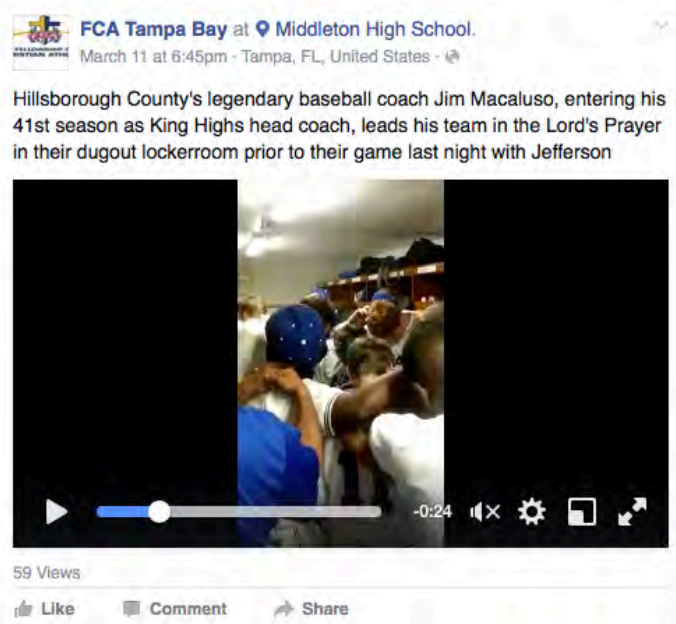 FCA Tampa Bay at Middleton High School.
March 11 at 6:45pm · Tampa, FL, United States ·
Hillsborough County's legendary baseball coach Jim Macaluso, entering his
41st season as King Highs head coach, leads his team in the Lord's Prayer
in their dugout lockerroom prior to their game last night with Jefferson
-0:24
59 Views
Like Comment Share